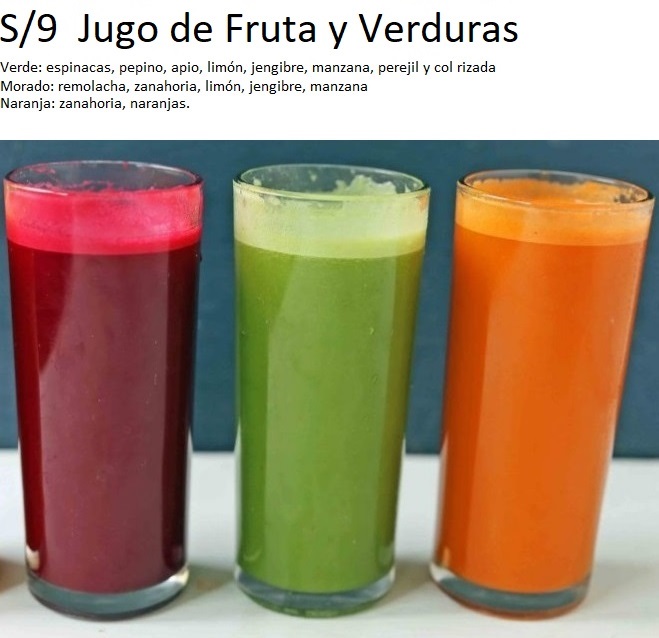 S/9  Jugo de Fruta y Verduras
Verde: espinacas, pepino, apio, limón, jengibre, manzana, perejil y col rizada
Morado: remolacha, zanahoria, limón, jengibre, manzana
Naranja: zanahoria, naranjas.